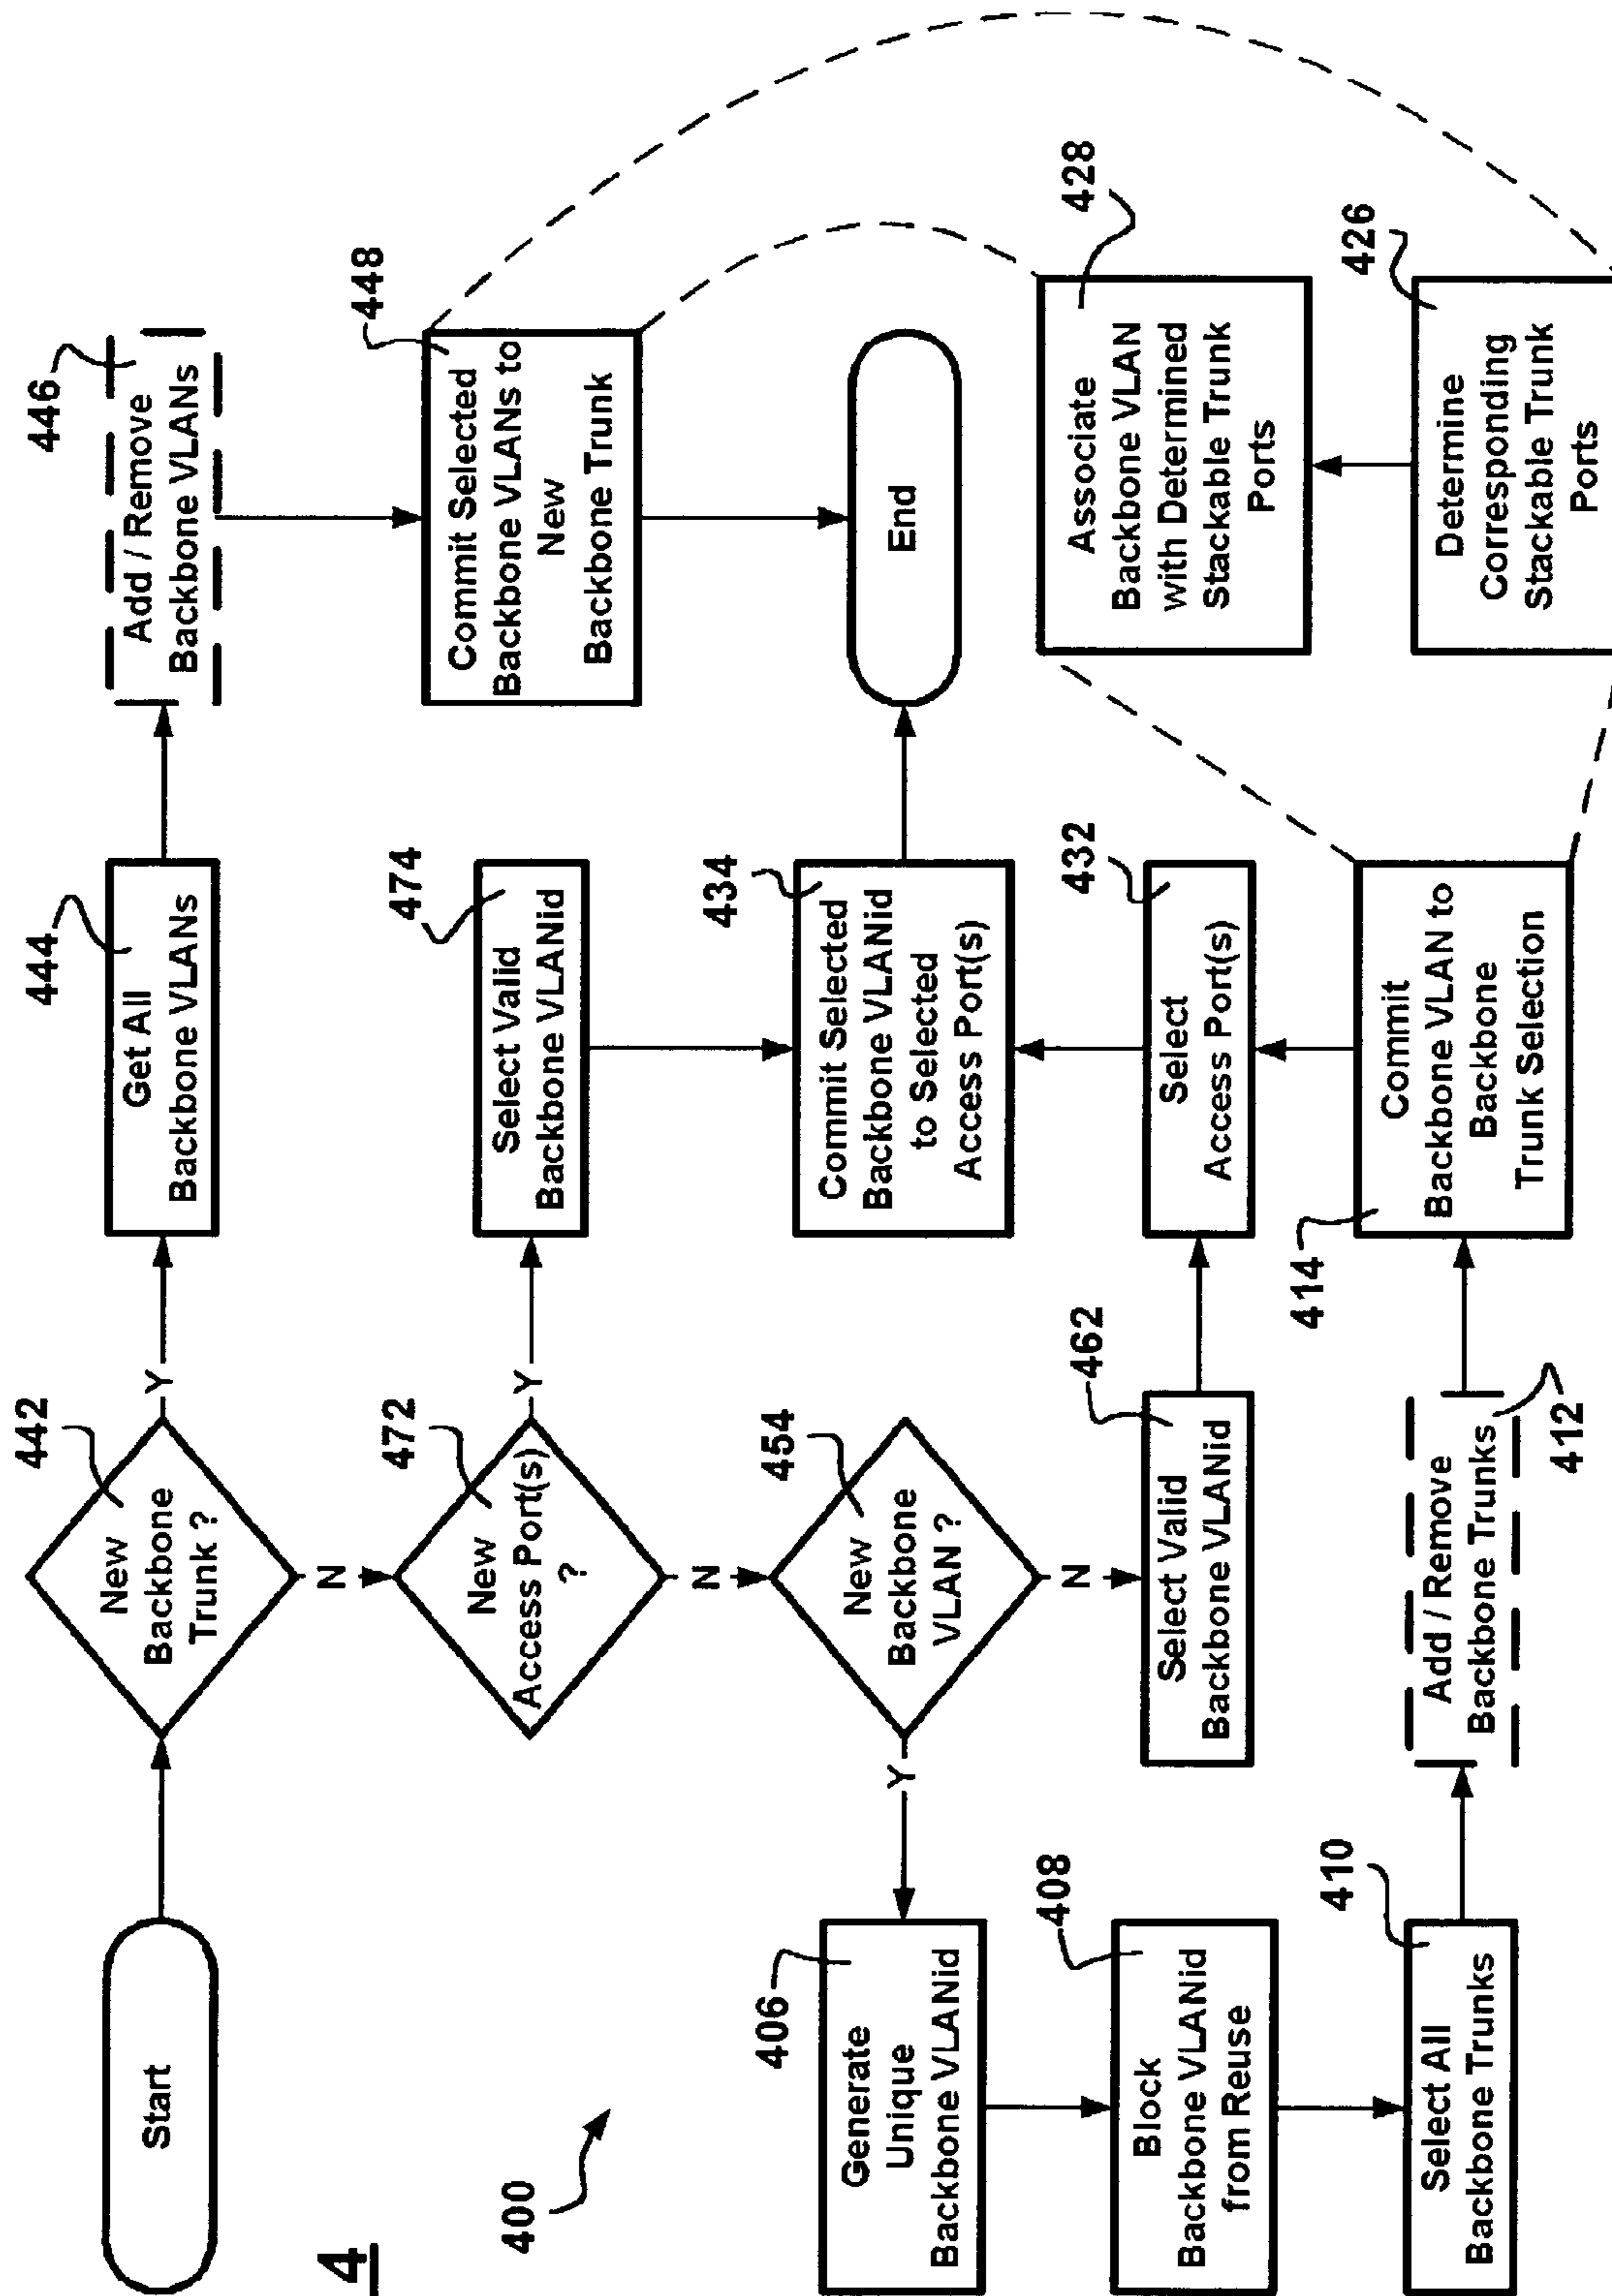 Start
New
Backbone
Trunk ?
442
Y
Get All
Backbone VLANs
444
Add / Remove
Backbone VLANs
446
N
New
Access Port(s)
?
472
Y
Select Valid
Backbone VLANid
474
Commit Selected
Backbone VLANs to
New
Backbone Trunk
448
N
New
Backbone
VLAN ?
454
Y
Generate
Unique
Backbone VLANid
406
Commit Selected
Backbone VLANid
to Selected
Access Port(s)
434
End
N
Select Valid
Backbone VLANid
462
Select
Access Port(s)
432
Block
Backbone VLANid
from Reuse
408
Associate
Backbone VLAN
with Determined
Stackable Trunk
Ports
428
Select All
Backbone Trunks
410
Add / Remove
Backbone Trunks
412
Commit
Backbone VLAN to
Backbone
Trunk Selection
414
Determine
Corresponding
Stackable Trunk
Ports
426
400
4